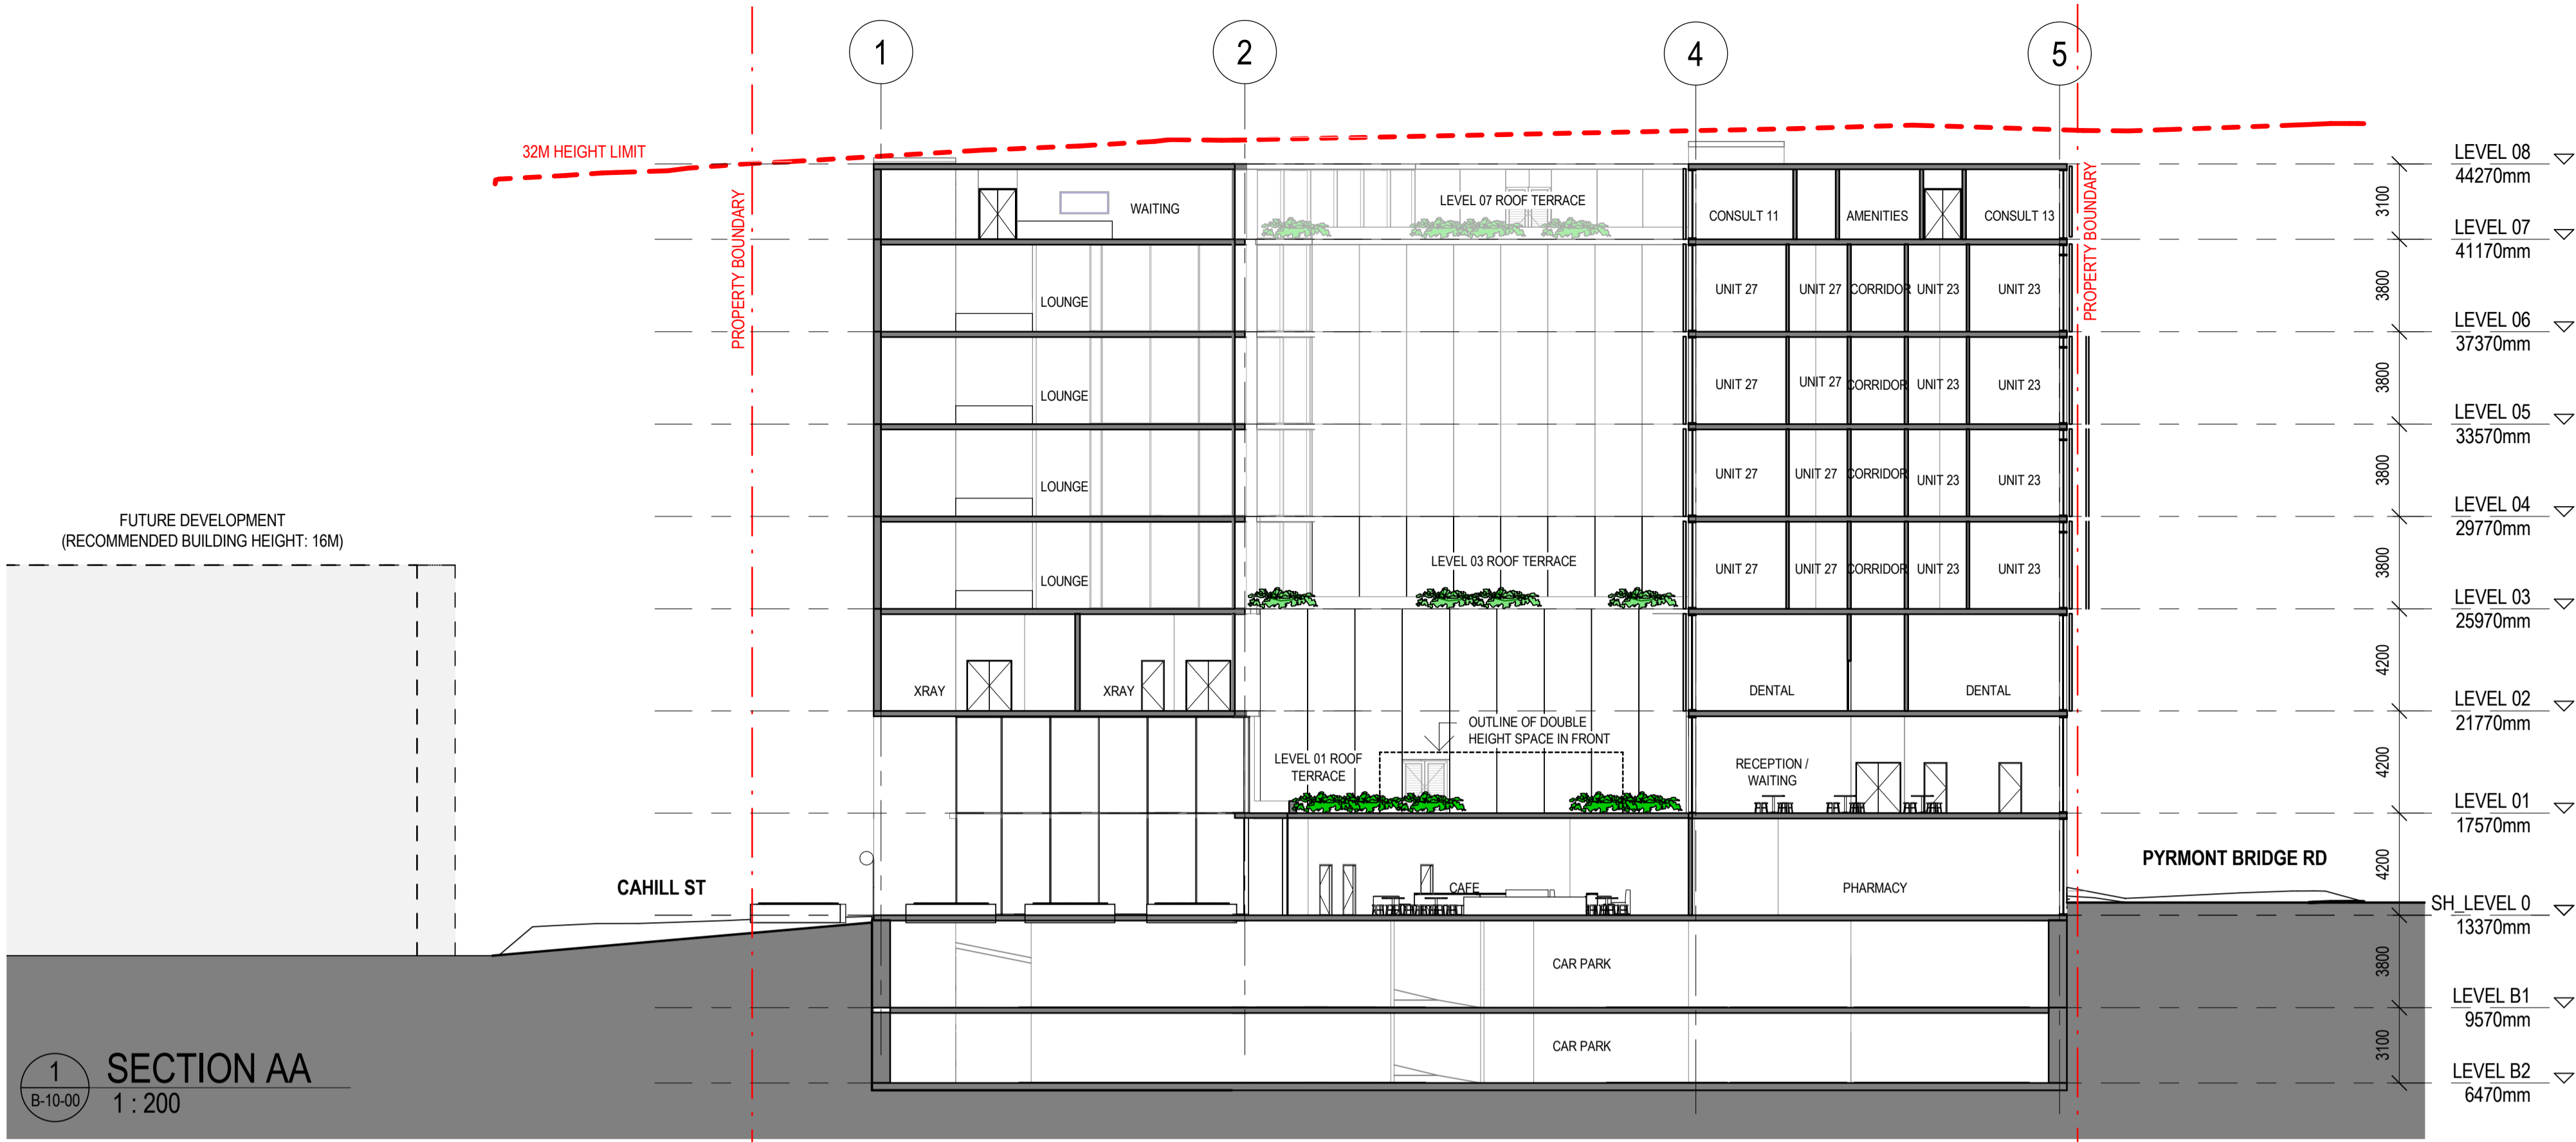 1
2
4
5
32M HEIGHT LIMIT
PROPERTY BOUNDARY
PROPERTY BOUNDARY
LEVEL 08
44270mm
3100
LEVEL 07
41170mm
3800
LEVEL 06
37370mm
3800
LEVEL 05
33570mm
3800
LEVEL 04
29770mm
3800
LEVEL 03
25970mm
4200
LEVEL 02
21770mm
4200
LEVEL 01
17570mm
4200
SH_LEVEL 0
13370mm
3800
LEVEL B1
9570mm
3100
LEVEL B2
6470mm
WAITING
LEVEL 07 ROOF TERRACE
CONSULT 11
AMENITIES
CONSULT 13
LOUNGE
UNIT 27
UNIT 27
CORRIDOR
UNIT 23
UNIT 23
LOUNGE
UNIT 27
UNIT 27
CORRIDOR
UNIT 23
UNIT 23
LOUNGE
UNIT 27
UNIT 27
CORRIDOR
UNIT 23
UNIT 23
LOUNGE
LEVEL 03 ROOF TERRACE
UNIT 27
UNIT 27
CORRIDOR
UNIT 23
UNIT 23
XRAY
XRAY
DENTAL
DENTAL
OUTLINE OF DOUBLE
HEIGHT SPACE IN FRONT
LEVEL 01 ROOF
TERRACE
RECEPTION /
WAITING
CAFE
PHARMACY
CAR PARK
CAR PARK
FUTURE DEVELOPMENT
(RECOMMENDED BUILDING HEIGHT: 16M)
CAHILL ST
PYRMONT BRIDGE RD
1
B-10-00
SECTION AA
1 : 200